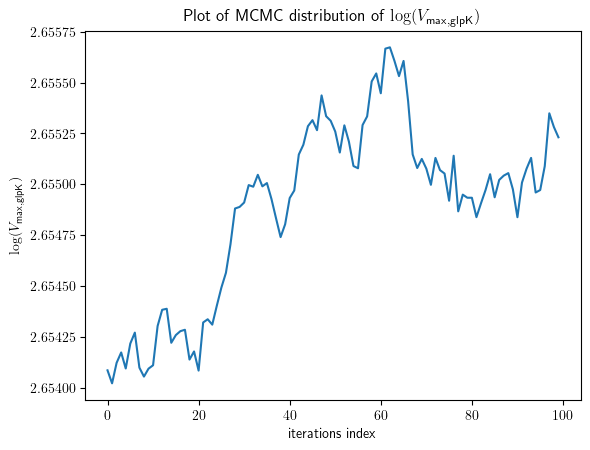 Plot of MCMC distribution of log(V_max,glpK)
2.65575
2.65550
2.65525
2.65500
2.65475
2.65450
2.65425
2.65400
log(V_max,glpK)
0 20 40 60 80 100
iterations index